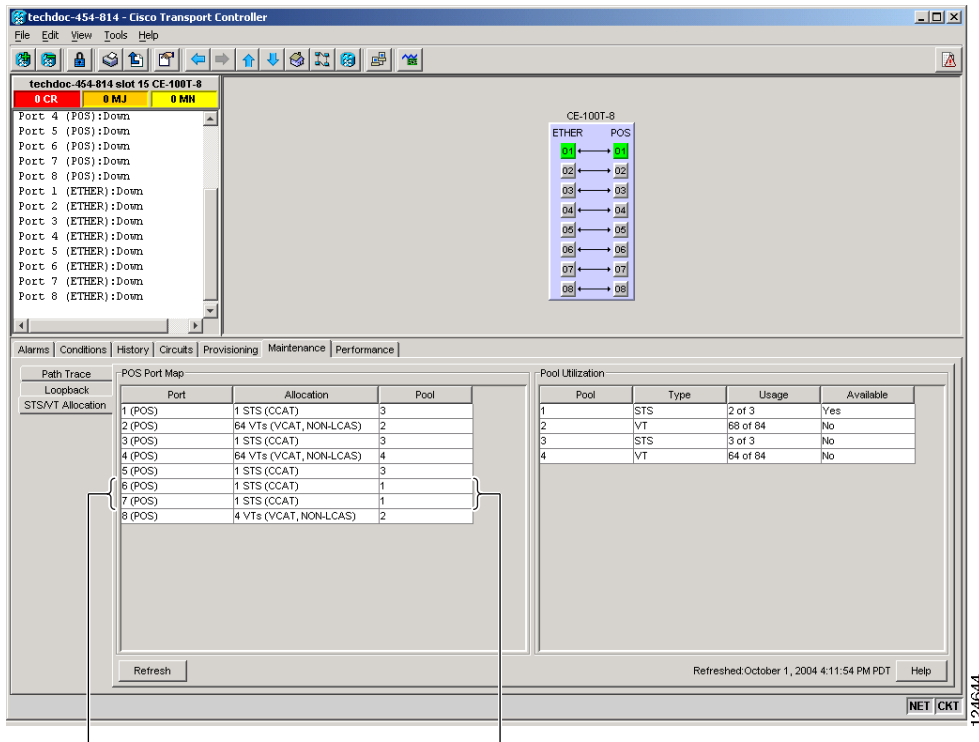 techdoc-454-814 - Cisco Transport Controller
File Edit View Tools Help
techdoc-454-814 slot 15 CE-100T-8
0 CR 0 MJ 0 MN
Port 4 (POS):Down
Port 5 (POS):Down
Port 6 (POS):Down
Port 7 (POS):Down
Port 8 (POS):Down
Port 1 (ETHER):Down
Port 2 (ETHER):Down
Port 3 (ETHER):Down
Port 4 (ETHER):Down
Port 5 (ETHER):Down
Port 6 (ETHER):Down
Port 7 (ETHER):Down
Port 8 (ETHER):Down
CE-100T-8
ETHER POS
01 01
02 02
03 03
04 04
05 05
06 06
07 07
08 08
Alarms Conditions History Circuits Provisioning Maintenance Performance
Path Trace
Loopback
STS/VT Allocation
POS Port Map
Port Allocation Pool
1 (POS) 1 STS (CCAT) 3
2 (POS) 64 VTs (VCAT, NON-LCAS) 2
3 (POS) 1 STS (CCAT) 3
4 (POS) 64 VTs (VCAT, NON-LCAS) 4
5 (POS) 1 STS (CCAT) 3
6 (POS) 1 STS (CCAT) 1
7 (POS) 1 STS (CCAT) 1
8 (POS) 4 VTs (VCAT, NON-LCAS) 2
Pool Utilization
Pool Type Usage Available
1 STS 2 of 3 Yes
2 VT 68 of 84 No
3 STS 3 of 3 No
4 VT 64 of 84 No
Refresh
Refreshed:October 1, 2004 4:11:54 PM PDT
Help
NET CKT
124644